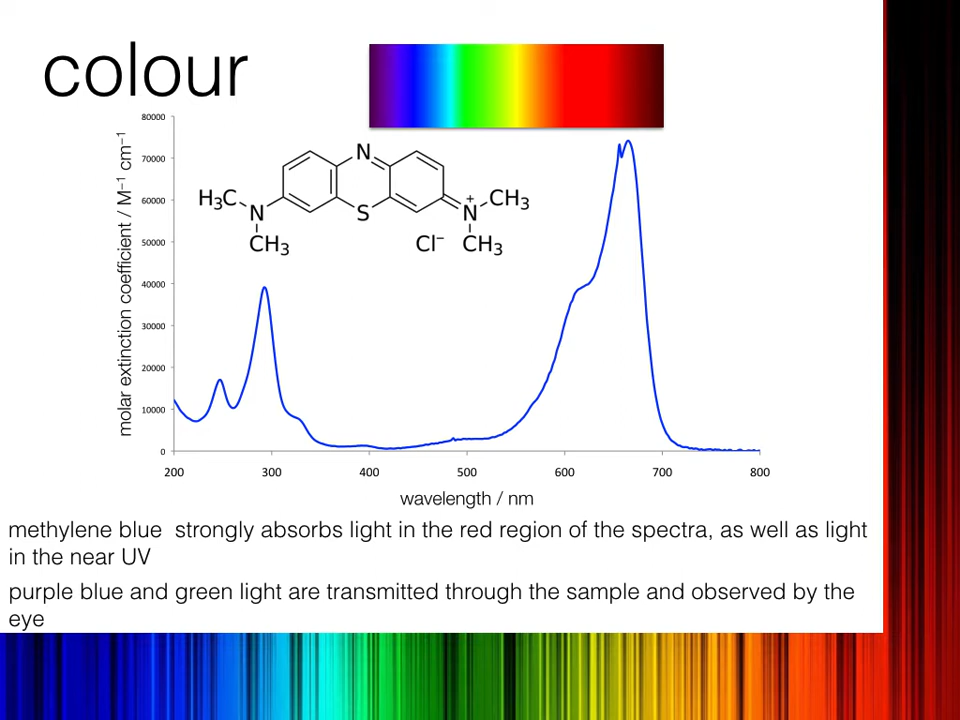 colour
80000
70000
60000
50000
40000
30000
20000
10000
0
molar extinction coefficient / M⁻¹ cm⁻¹
N
H₃C
N
CH₃
S
Cl⁻
+
N
CH₃
CH₃
200 300 400 500 600 700 800
wavelength / nm
methylene blue  strongly absorbs light in the red region of the spectra, as well as light
in the near UV
purple blue and green light are transmitted through the sample and observed by the
eye